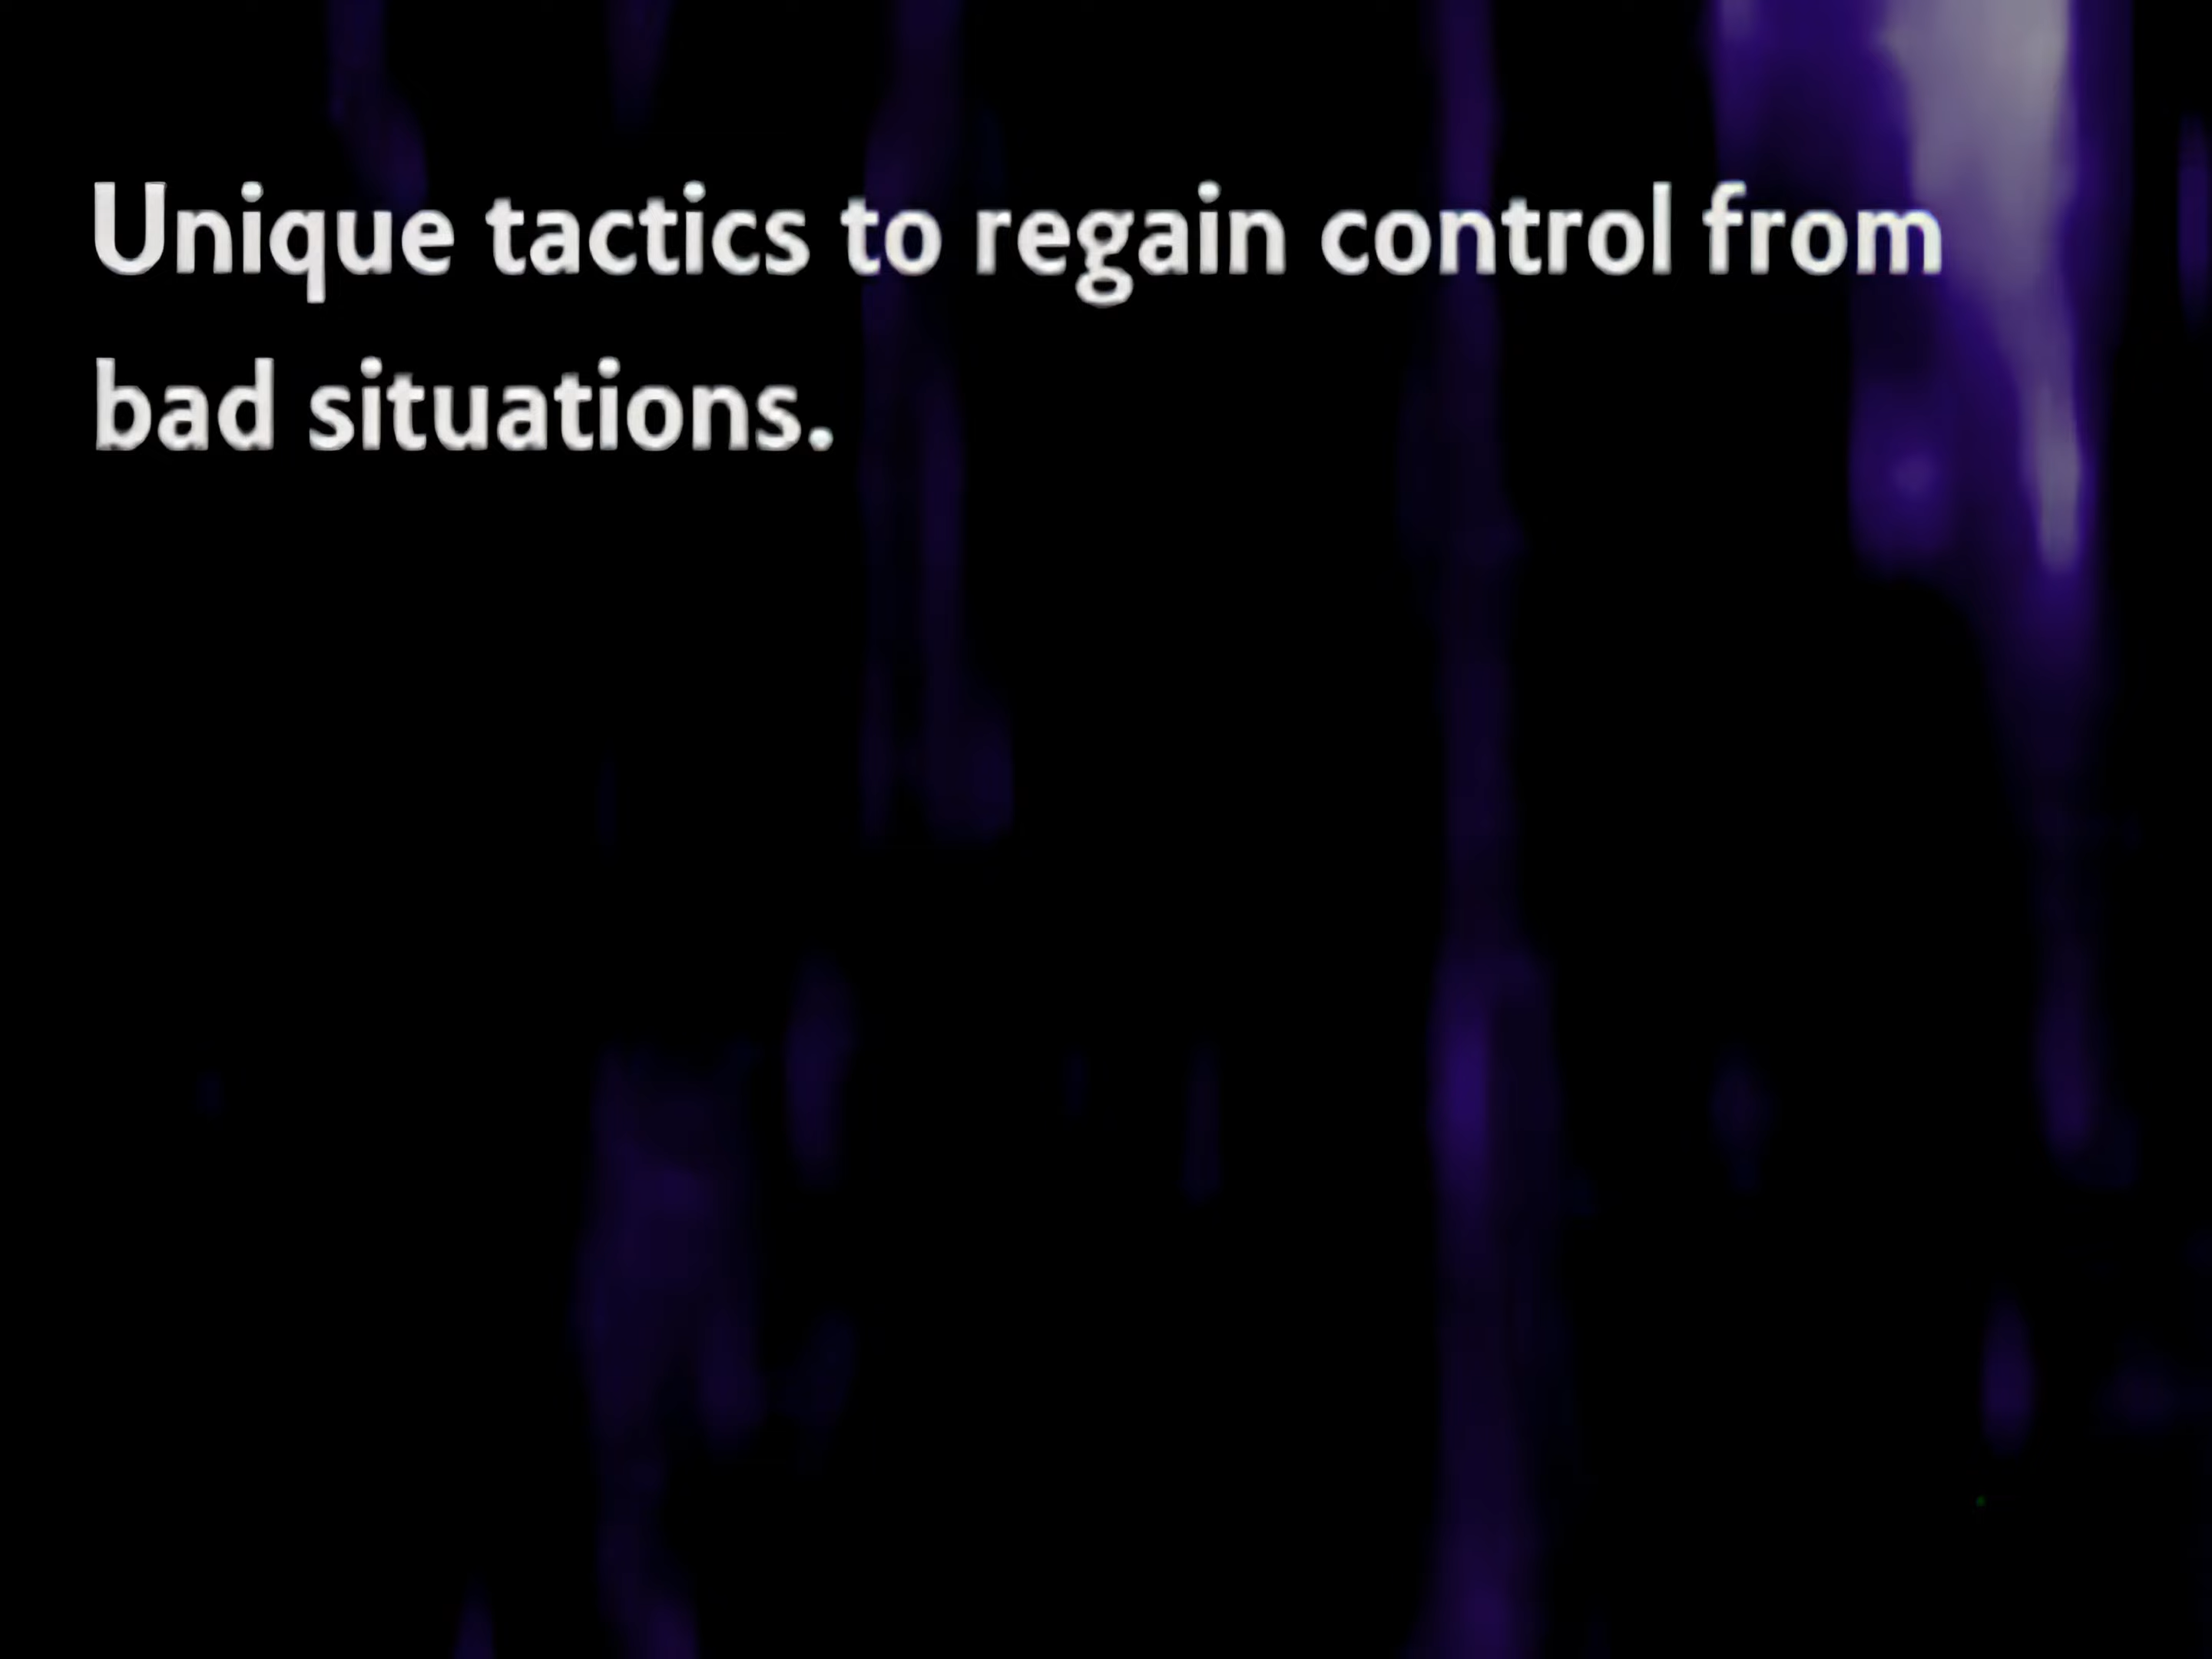 Unique tactics to regain control from
bad situations.